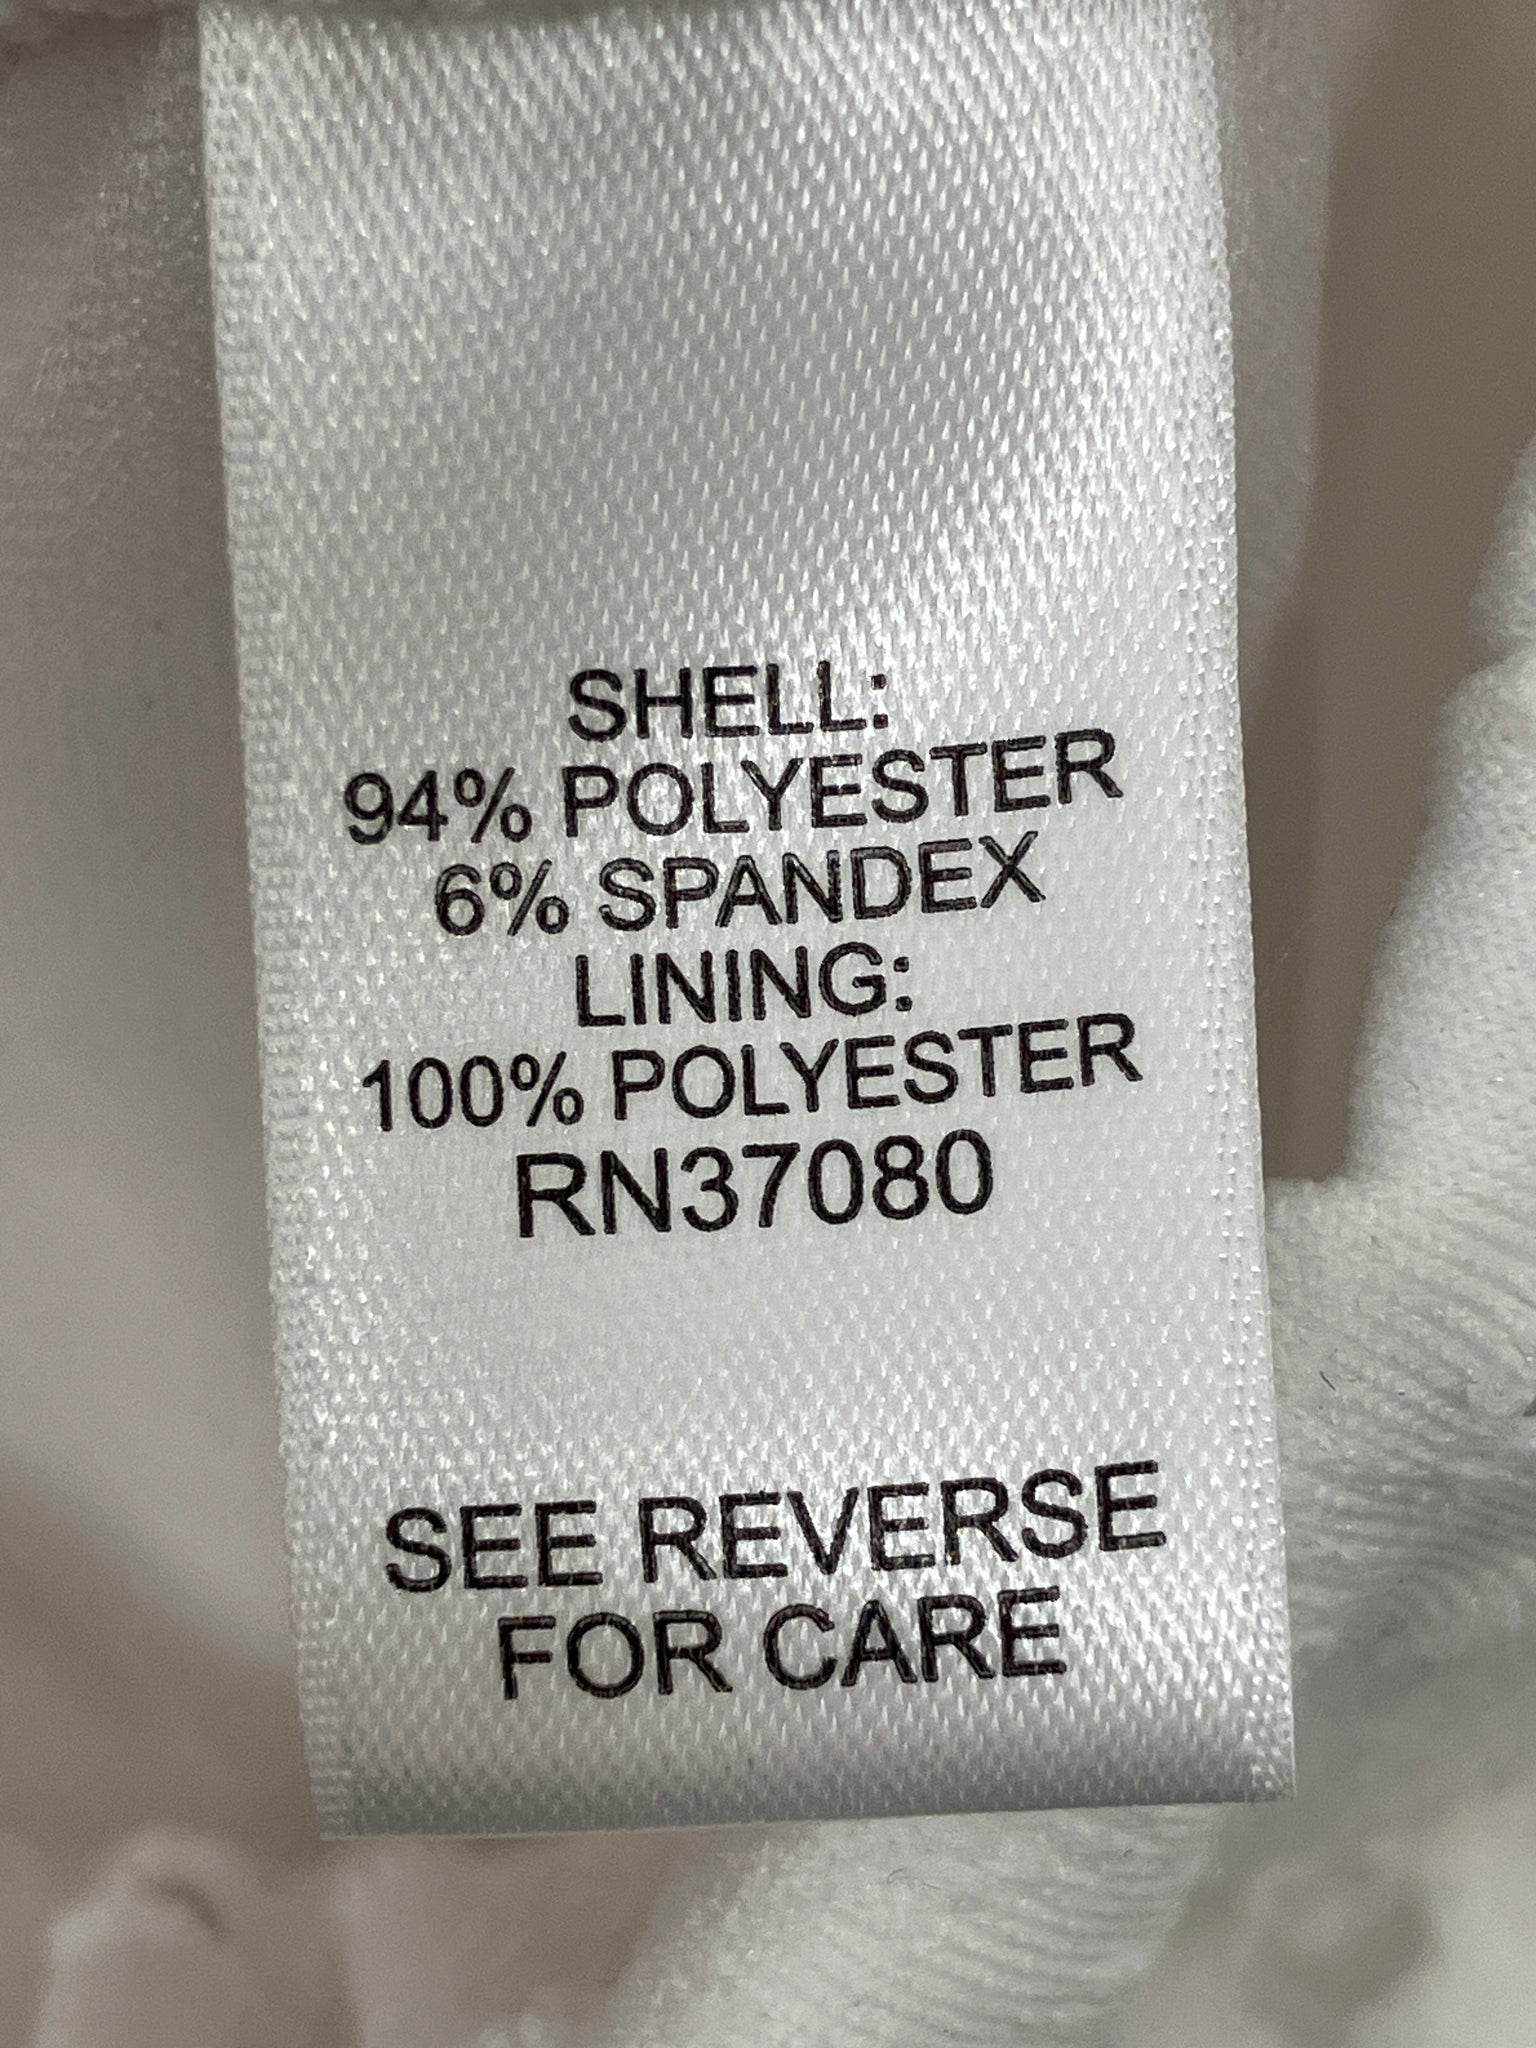 SHELL:
94% POLYESTER
6% SPANDEX
LINING:
100% POLYESTER
RN37080
SEE REVERSE
FOR CARE